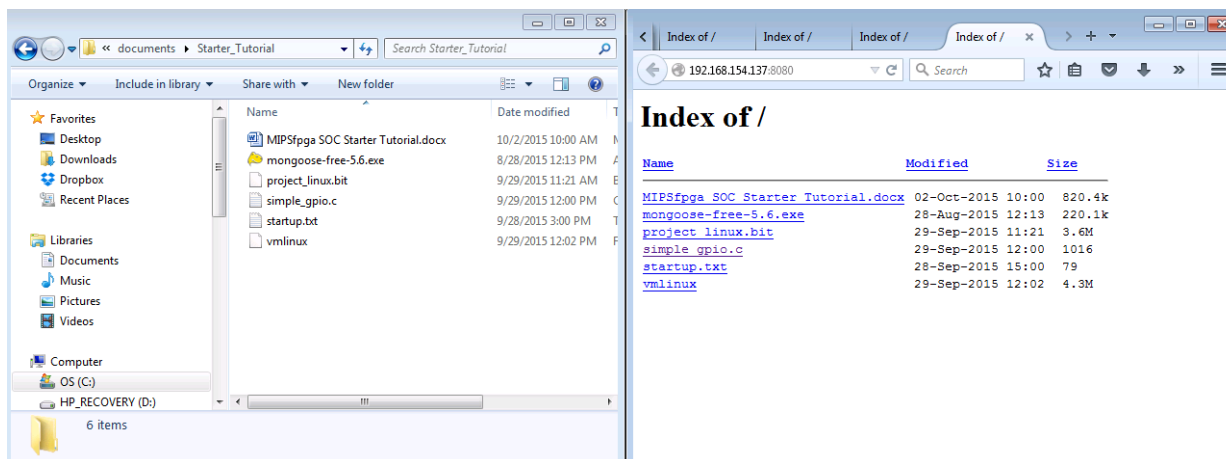 « documents ▸ Starter_Tutorial
Search Starter_Tutorial
Organize Include in library Share with New folder
Favorites
Desktop
Downloads
Dropbox
Recent Places
Libraries
Documents
Music
Pictures
Videos
Computer
OS (C:)
HP_RECOVERY (D:)
Name Date modified
MIPSfpga SOC Starter Tutorial.docx 10/2/2015 10:00 AM
mongoose-free-5.6.exe 8/28/2015 12:13 PM
project_linux.bit 9/29/2015 11:21 AM
simple_gpio.c 9/29/2015 12:00 PM
startup.txt 9/28/2015 3:00 PM
vmlinux 9/29/2015 12:02 PM
6 items
Index of / Index of / Index of / Index of /
192.168.154.137:8080 Search
Index of /
Name Modified Size
MIPSfpga SOC Starter Tutorial.docx 02-Oct-2015 10:00 820.4k
mongoose-free-5.6.exe 28-Aug-2015 12:13 220.1k
project_linux.bit 29-Sep-2015 11:21 3.6M
simple_gpio.c 29-Sep-2015 12:00 1016
startup.txt 28-Sep-2015 15:00 79
vmlinux 29-Sep-2015 12:02 4.3M